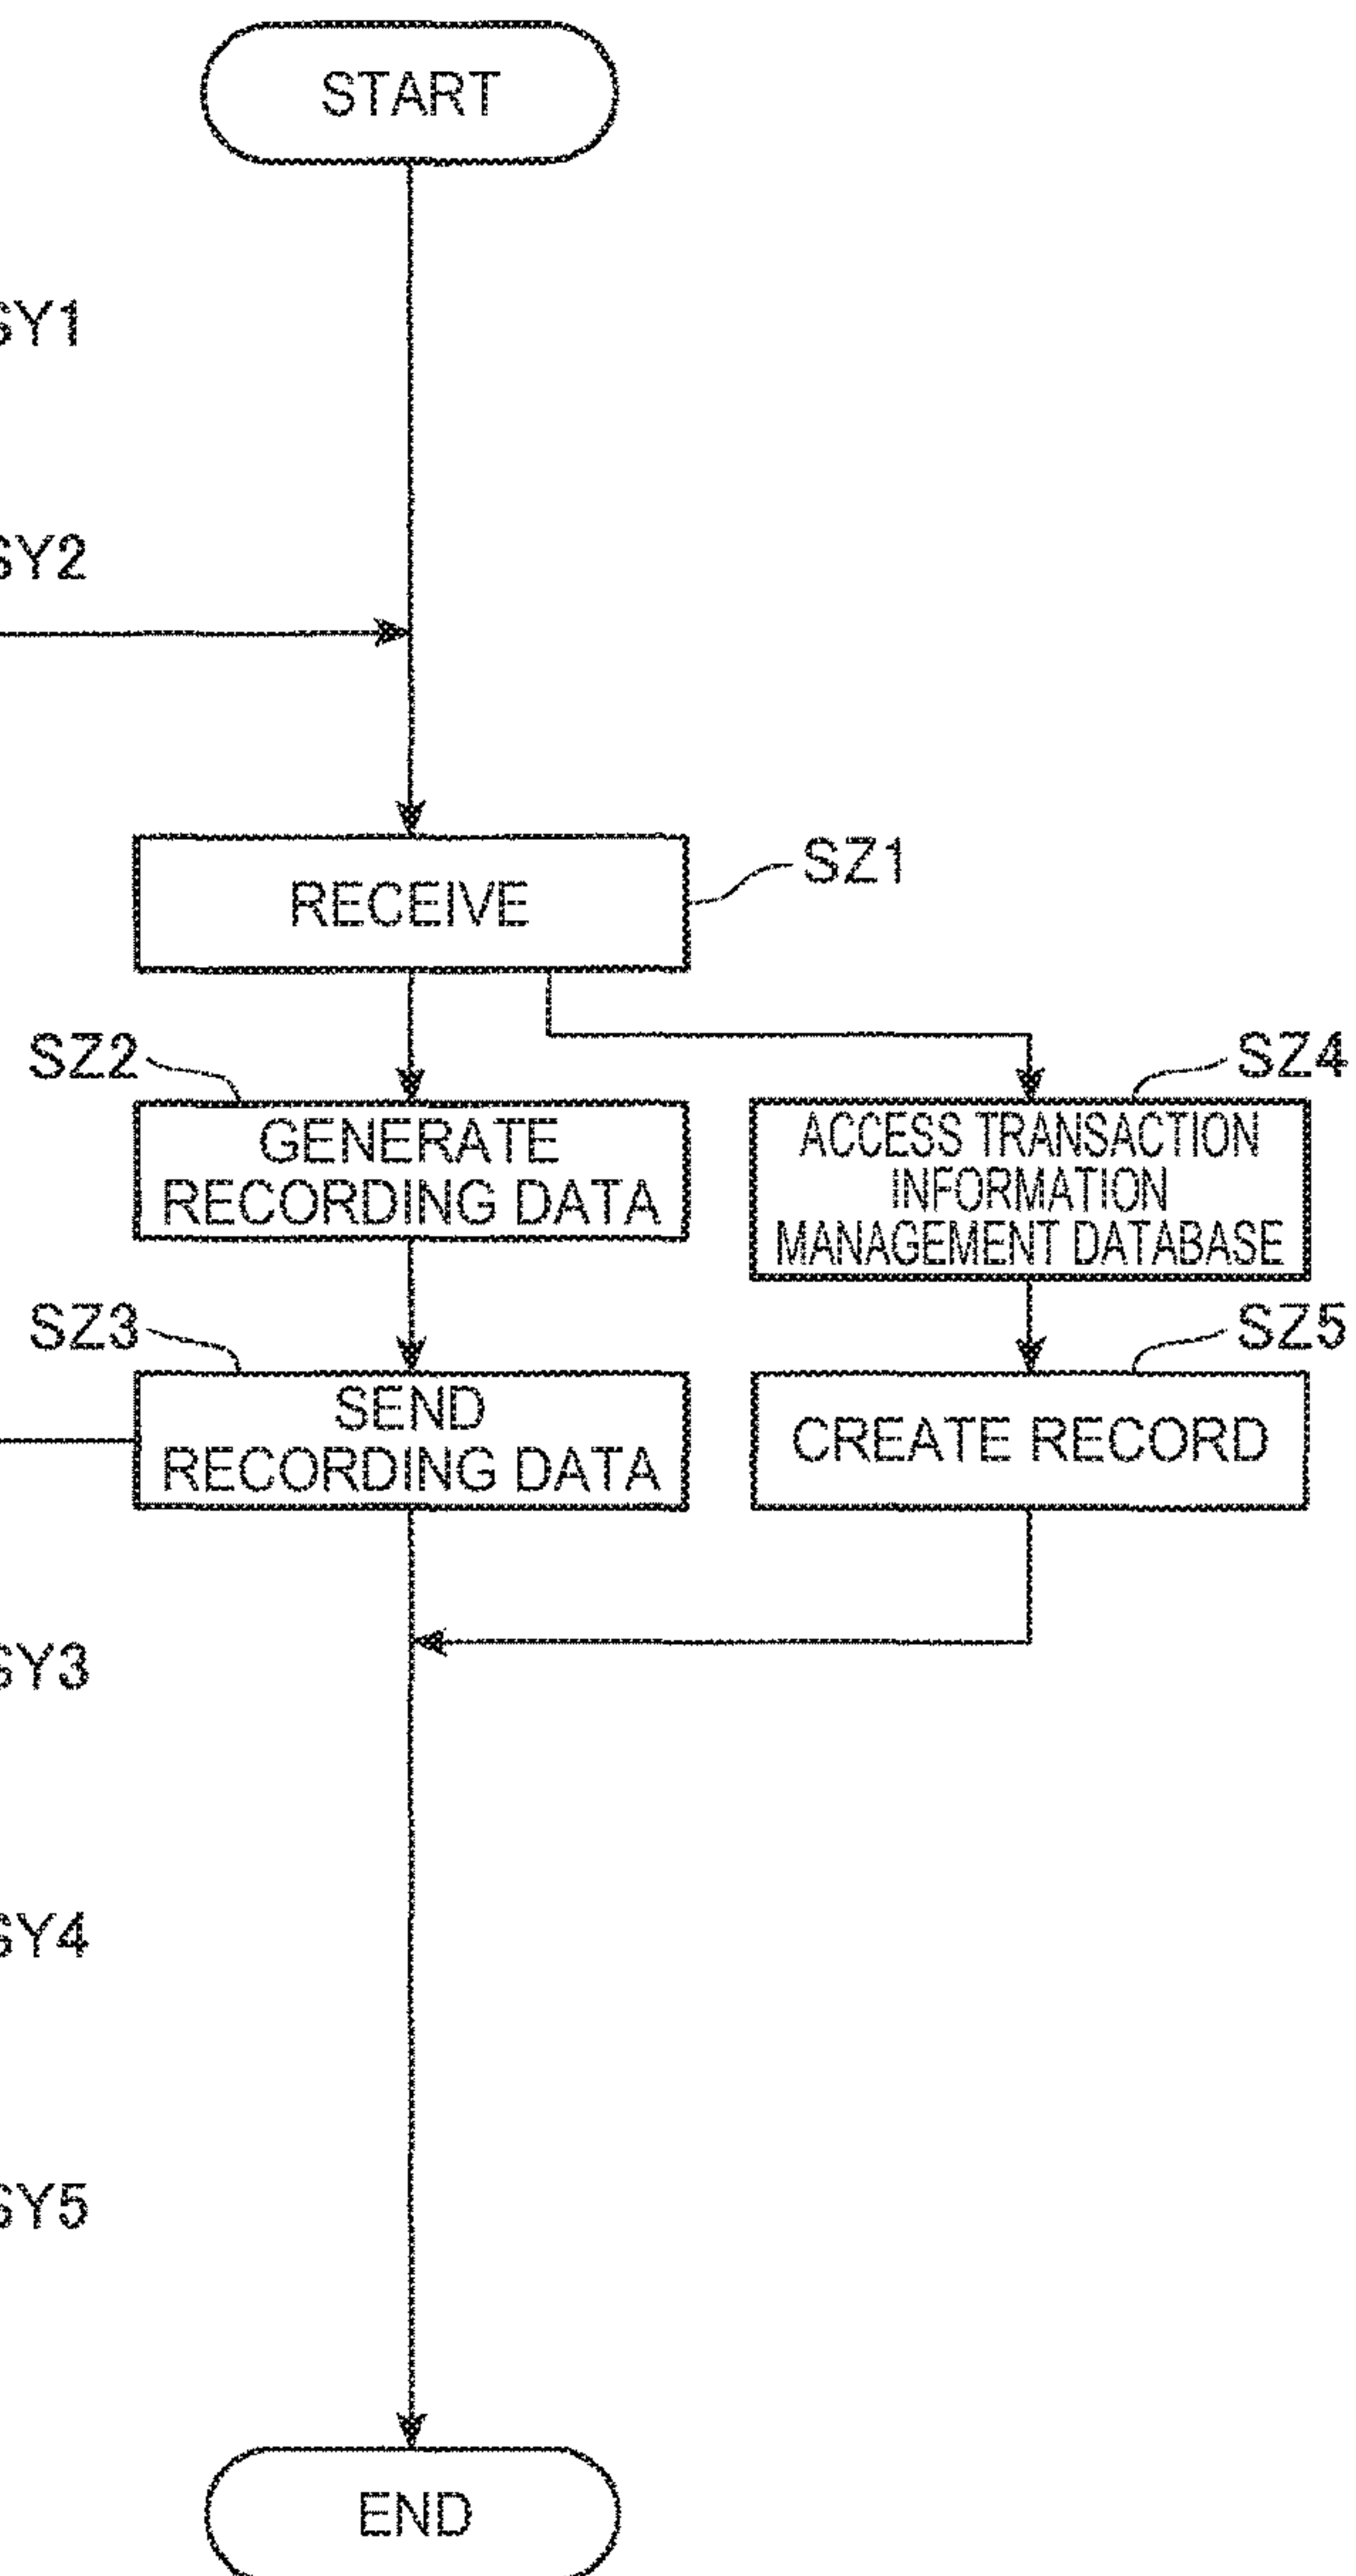 START
SY1
SY2
RECEIVE
SZ1
SZ2
GENERATE
RECORDING DATA
SZ4
ACCESS TRANSACTION
INFORMATION
MANAGEMENT DATABASE
SZ3
SEND
RECORDING DATA
SZ5
CREATE RECORD
SY3
SY4
SY5
END